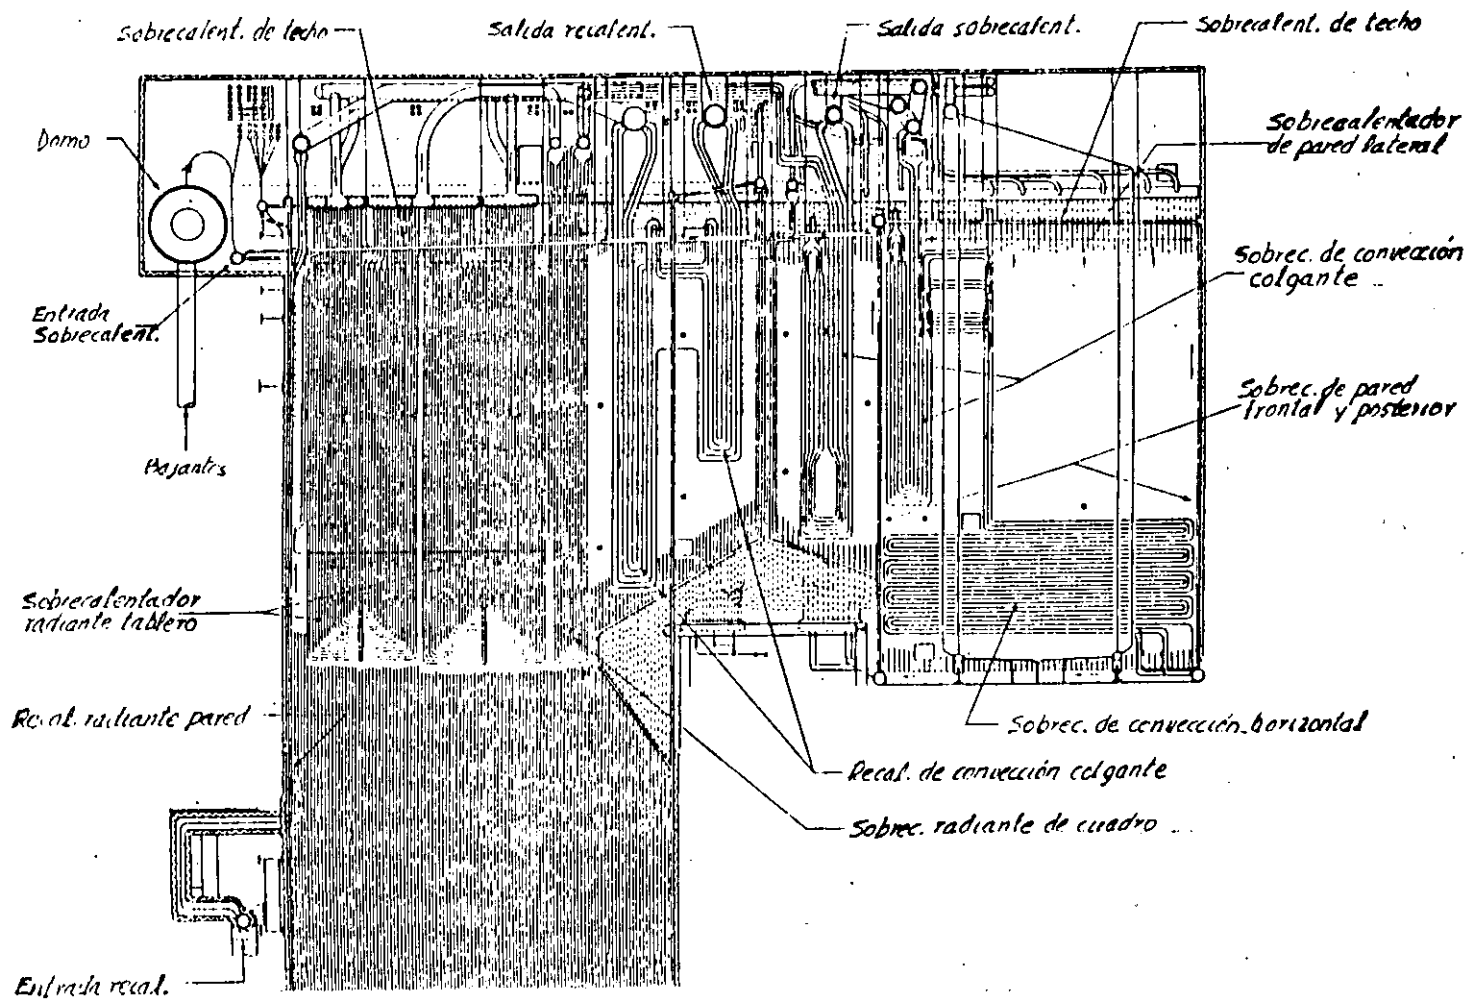 Sobrecalent. de techo
Salida recalent.
Salida sobrecalent.
Sobrecalent. de techo
Domo
Sobrecalentador
de pared lateral
Sobrec. de convección
colgante
Entrada
Sobrecalent.
Sobrec. de pared
frontal y posterior
Bajantes
Sobrecalentador
radiante tablero
Recal. radiante pared
Sobrec. de convección horizontal
Recal. de convección colgante
Sobrec. radiante de cuadro
Entrada recal.